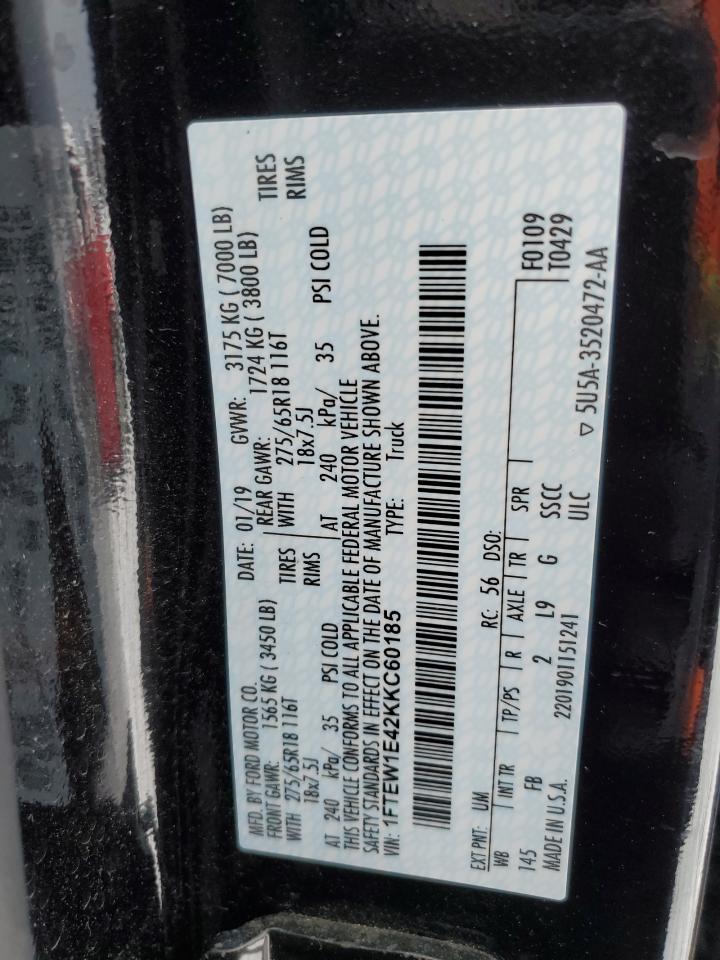 MFD. BY FORD MOTOR CO.
DATE: 01/19 GVWR: 3175 KG ( 7000 LB)
FRONT GAWR: 1565 KG ( 3450 LB) REAR GAWR: 1724 KG ( 3800 LB)
WITH 275/65R18 116T TIRES WITH 275/65R18 116T TIRES
18x7.5J RIMS 18x7.5J RIMS
AT 240 kPa/ 35 PSI COLD AT 240 kPa/ 35 PSI COLD
THIS VEHICLE CONFORMS TO ALL APPLICABLE FEDERAL MOTOR VEHICLE
SAFETY STANDARDS IN EFFECT ON THE DATE OF MANUFACTURE SHOWN ABOVE.
VIN: 1FTEW1E42KKC60185 TYPE: Truck
EXT PNT: UM RC: 56 DSO: F0109
WB INT TR TP/PS R AXLE TR SPR T0429
145 FB 2 L9 G SSCC
MADE IN U.S.A. 2201901151241 ULC ▽ 5U5A-3520472-AA